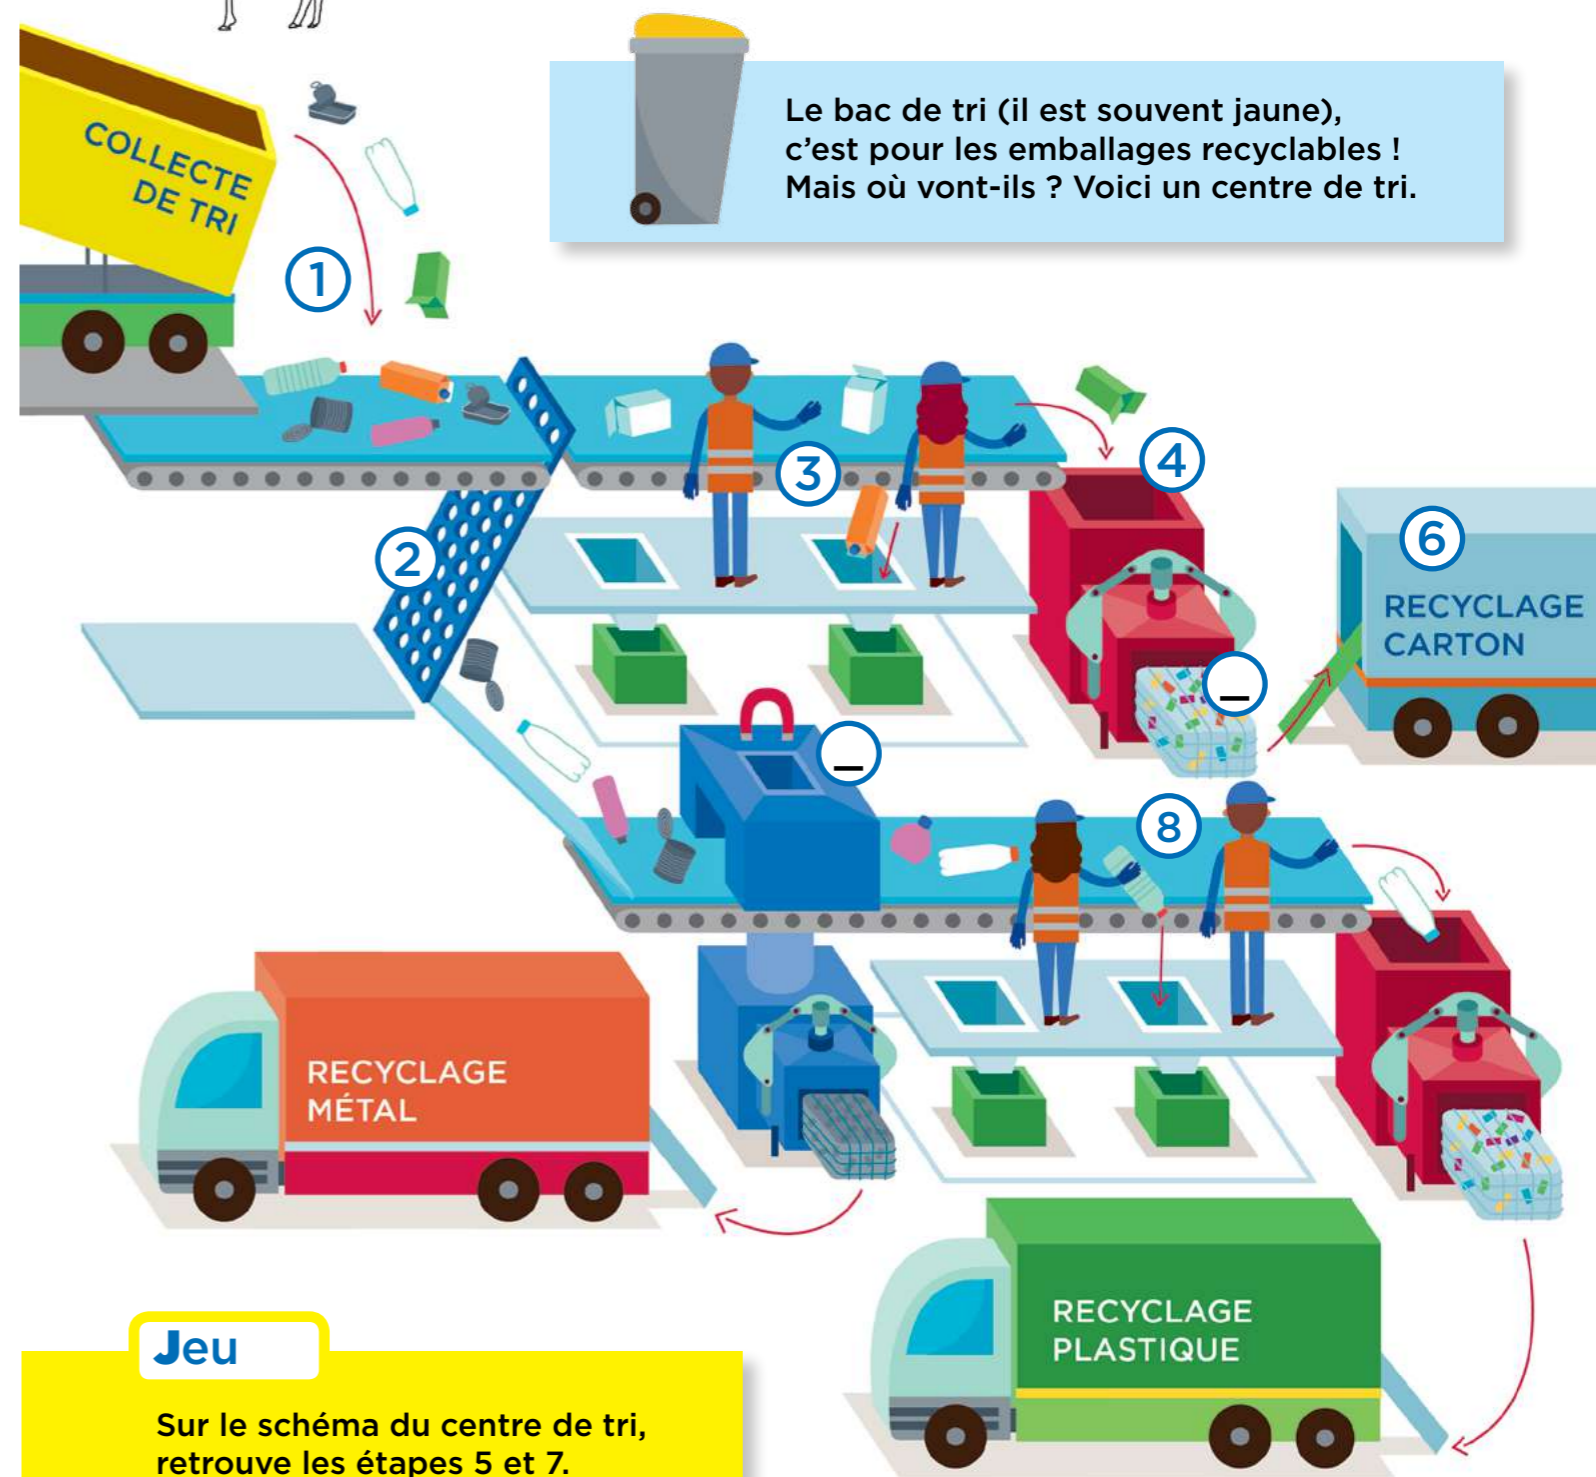 COLLECTE
DE TRI
Le bac de tri (il est souvent jaune),
c’est pour les emballages recyclables !
Mais où vont-ils ? Voici un centre de tri.
1
2
3
4
6
RECYCLAGE
CARTON
_
_
8
RECYCLAGE
MÉTAL
RECYCLAGE
PLASTIQUE
Jeu
Sur le schéma du centre de tri,
retrouve les étapes 5 et 7.